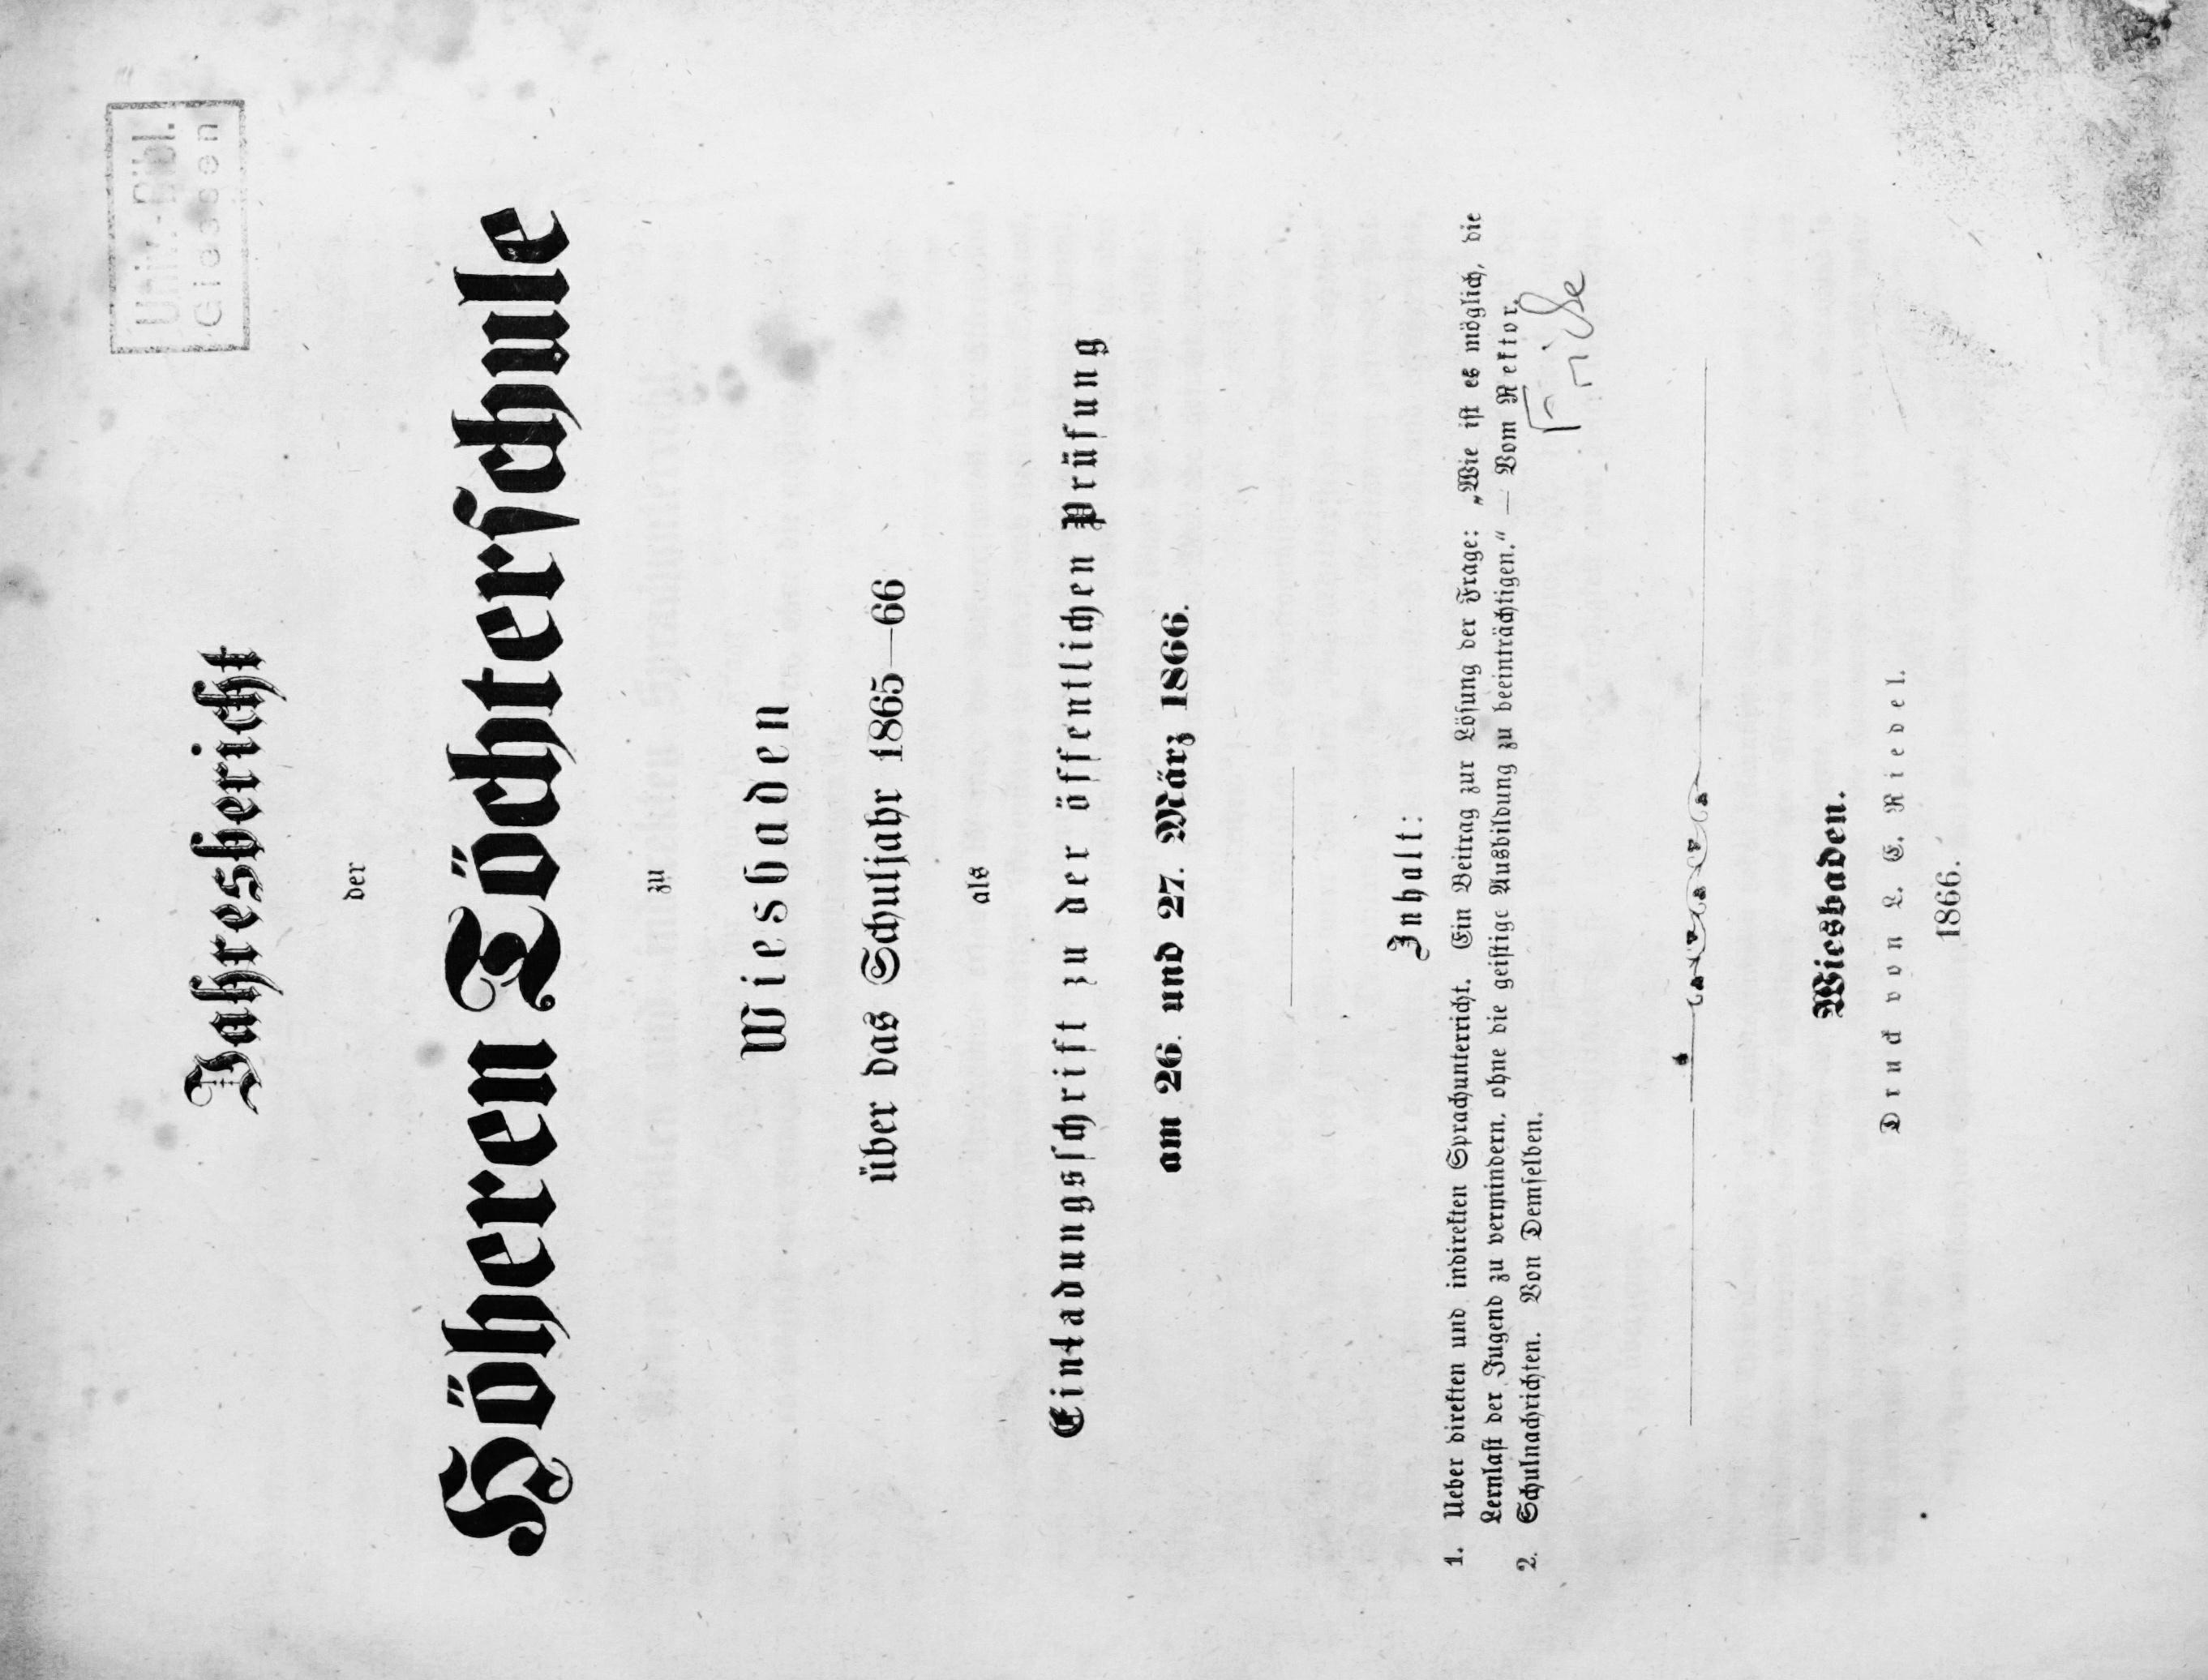 Univ.-Bibl.
Giessen
Jahresbericht
der
Höheren Töchterschule
zu
Wiesbaden
über das Schuljahr 1865—66
als
Einladungsschrift zu der öffentlichen Prüfung
am 26. und 27. März 1866.
Inhalt:
1. Ueber direkten und indirekten Sprachunterricht. Ein Beitrag zur Lösung der Frage: „Wie ist es möglich, die
Lernlast der Jugend zu vermindern, ohne die geistige Ausbildung zu beeinträchtigen.“ — Vom Rektor.
Fricke
2. Schulnachrichten. Von Demselben.
Wiesbaden.
Druck von L. E. Riedel.
1866.